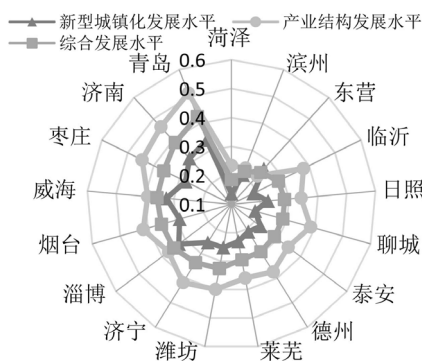 新型城镇化发展水平 产业结构发展水平
综合发展水平
菏泽
滨州
东营
临沂
日照
聊城
泰安
德州
莱芜
潍坊
济宁
淄博
烟台
威海
枣庄
济南
青岛
0.6
0.5
0.4
0.3
0.2
0.1